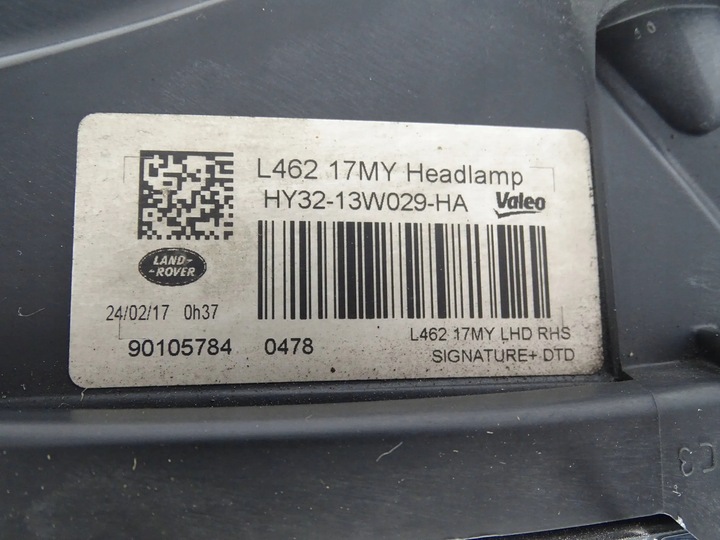 L462 17MY Headlamp
HY32-13W029-HA Valeo
LAND-
-ROVER
24/02/17 0h37
L462 17MY LHD RHS
90105784 0478
SIGNATURE+ DTD